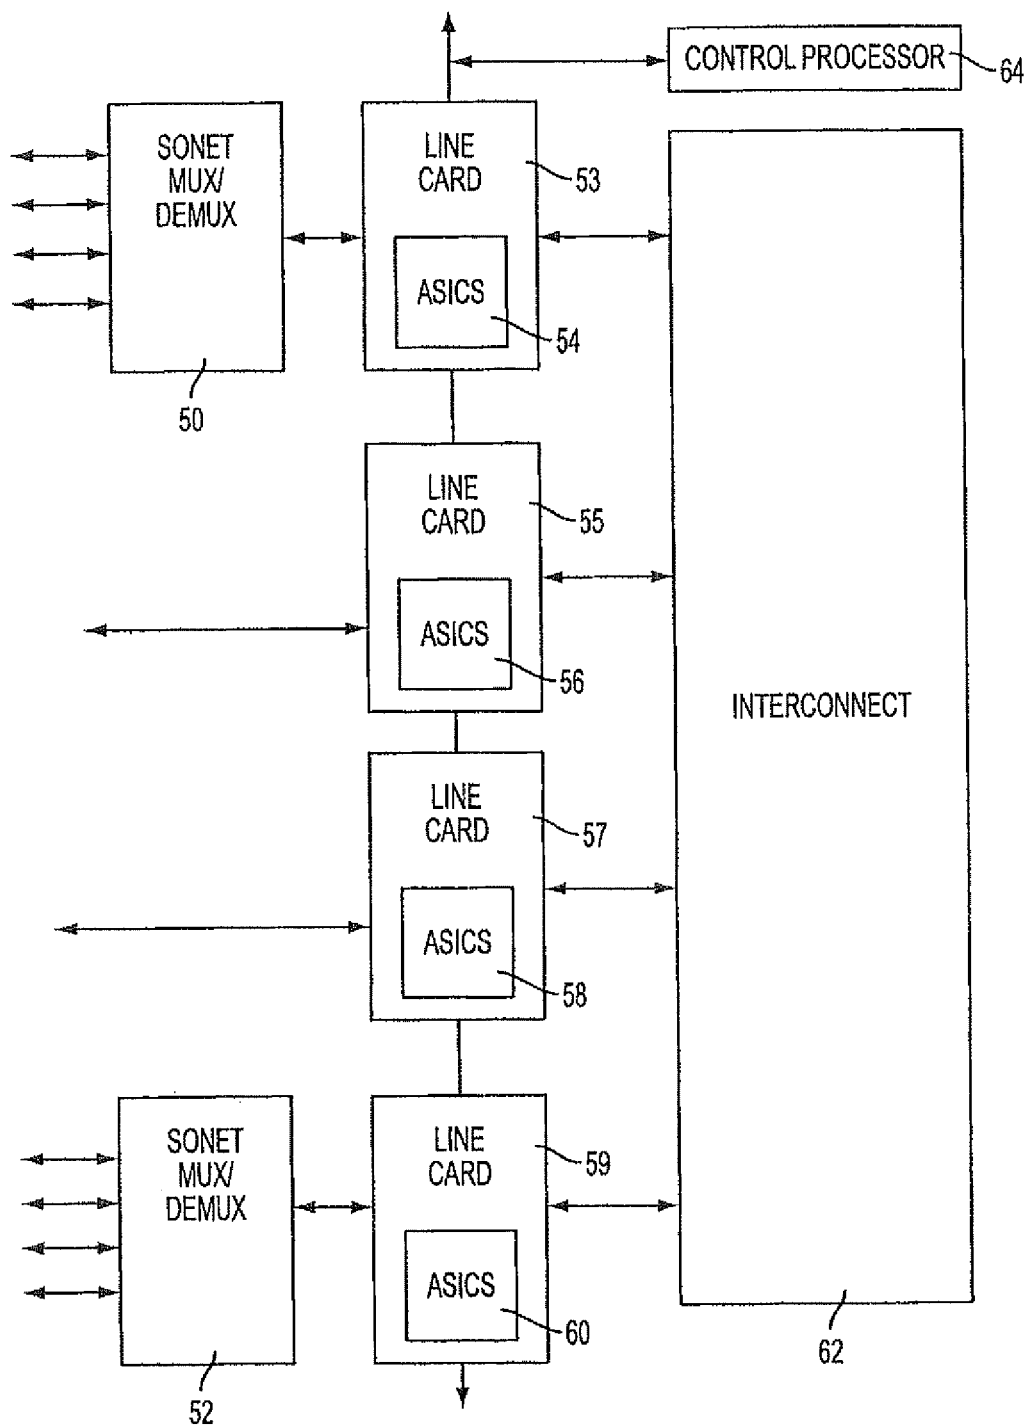 CONTROL PROCESSOR
64
SONET
MUX/
DEMUX
50
LINE
CARD
53
ASICS
54
LINE
CARD
55
ASICS
56
INTERCONNECT
62
LINE
CARD
57
ASICS
58
SONET
MUX/
DEMUX
52
LINE
CARD
59
ASICS
60